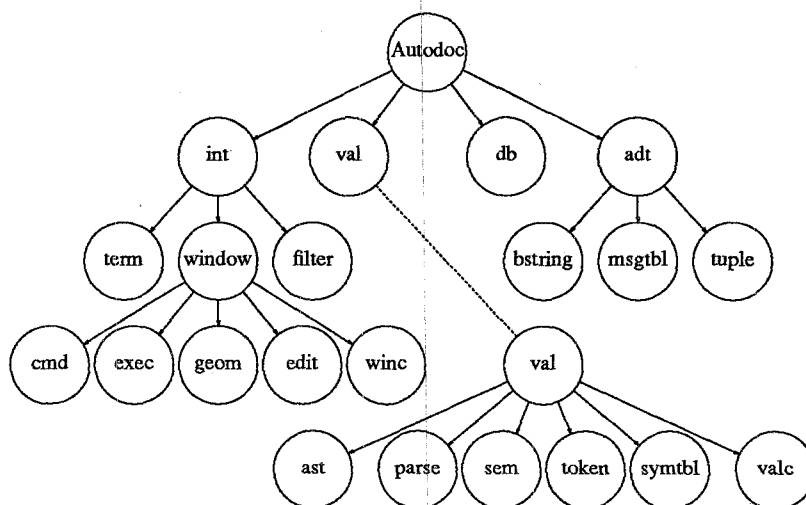 Autodoc
int val db adt
term window filter bstring msgtbl tuple
cmd exec geom edit winc val
ast parse sem token symtbl valc